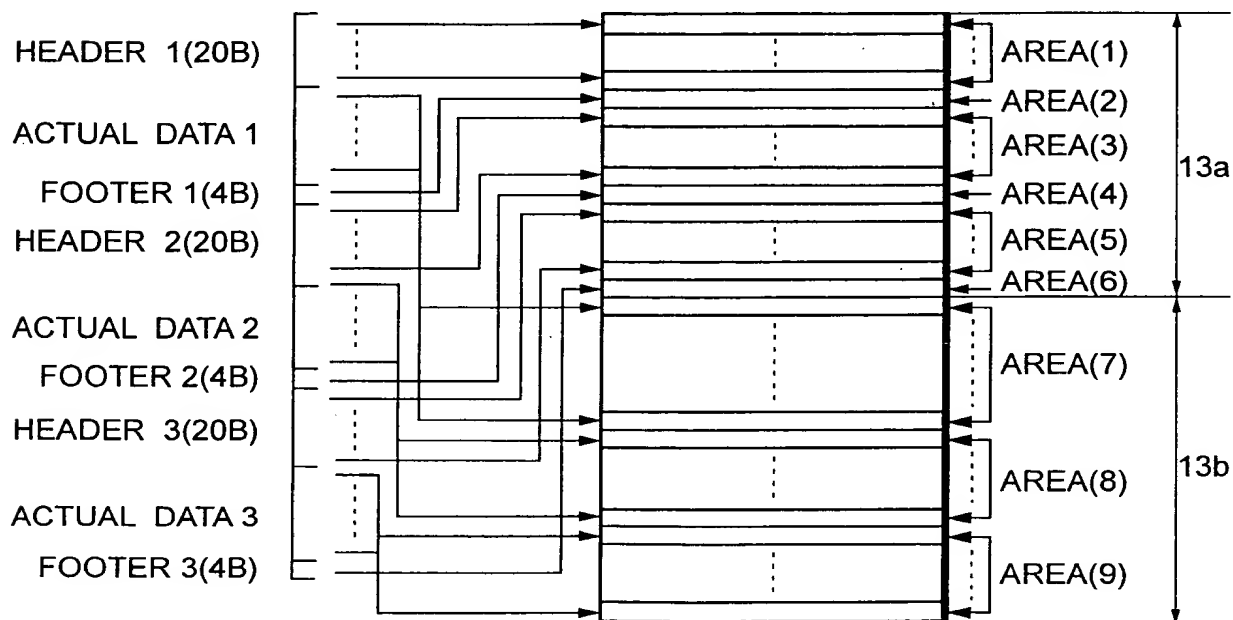 HEADER 1(20B)
ACTUAL DATA 1
FOOTER 1(4B)
HEADER 2(20B)
ACTUAL DATA 2
FOOTER 2(4B)
HEADER 3(20B)
ACTUAL DATA 3
FOOTER 3(4B)
AREA(1)
AREA(2)
AREA(3)
AREA(4)
AREA(5)
AREA(6)
AREA(7)
AREA(8)
AREA(9)
13a
13b